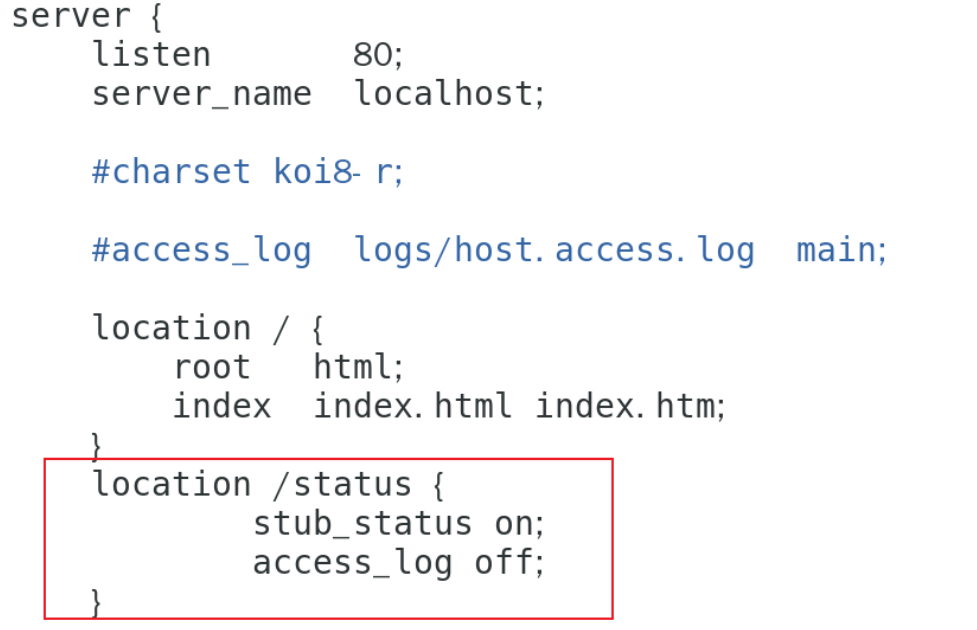 server {
    listen       80;
    server_name  localhost;

    #charset koi8-r;

    #access_log  logs/host.access.log  main;

    location / {
        root   html;
        index  index.html index.htm;
    }
    location /status {
            stub_status on;
            access_log off;
    }